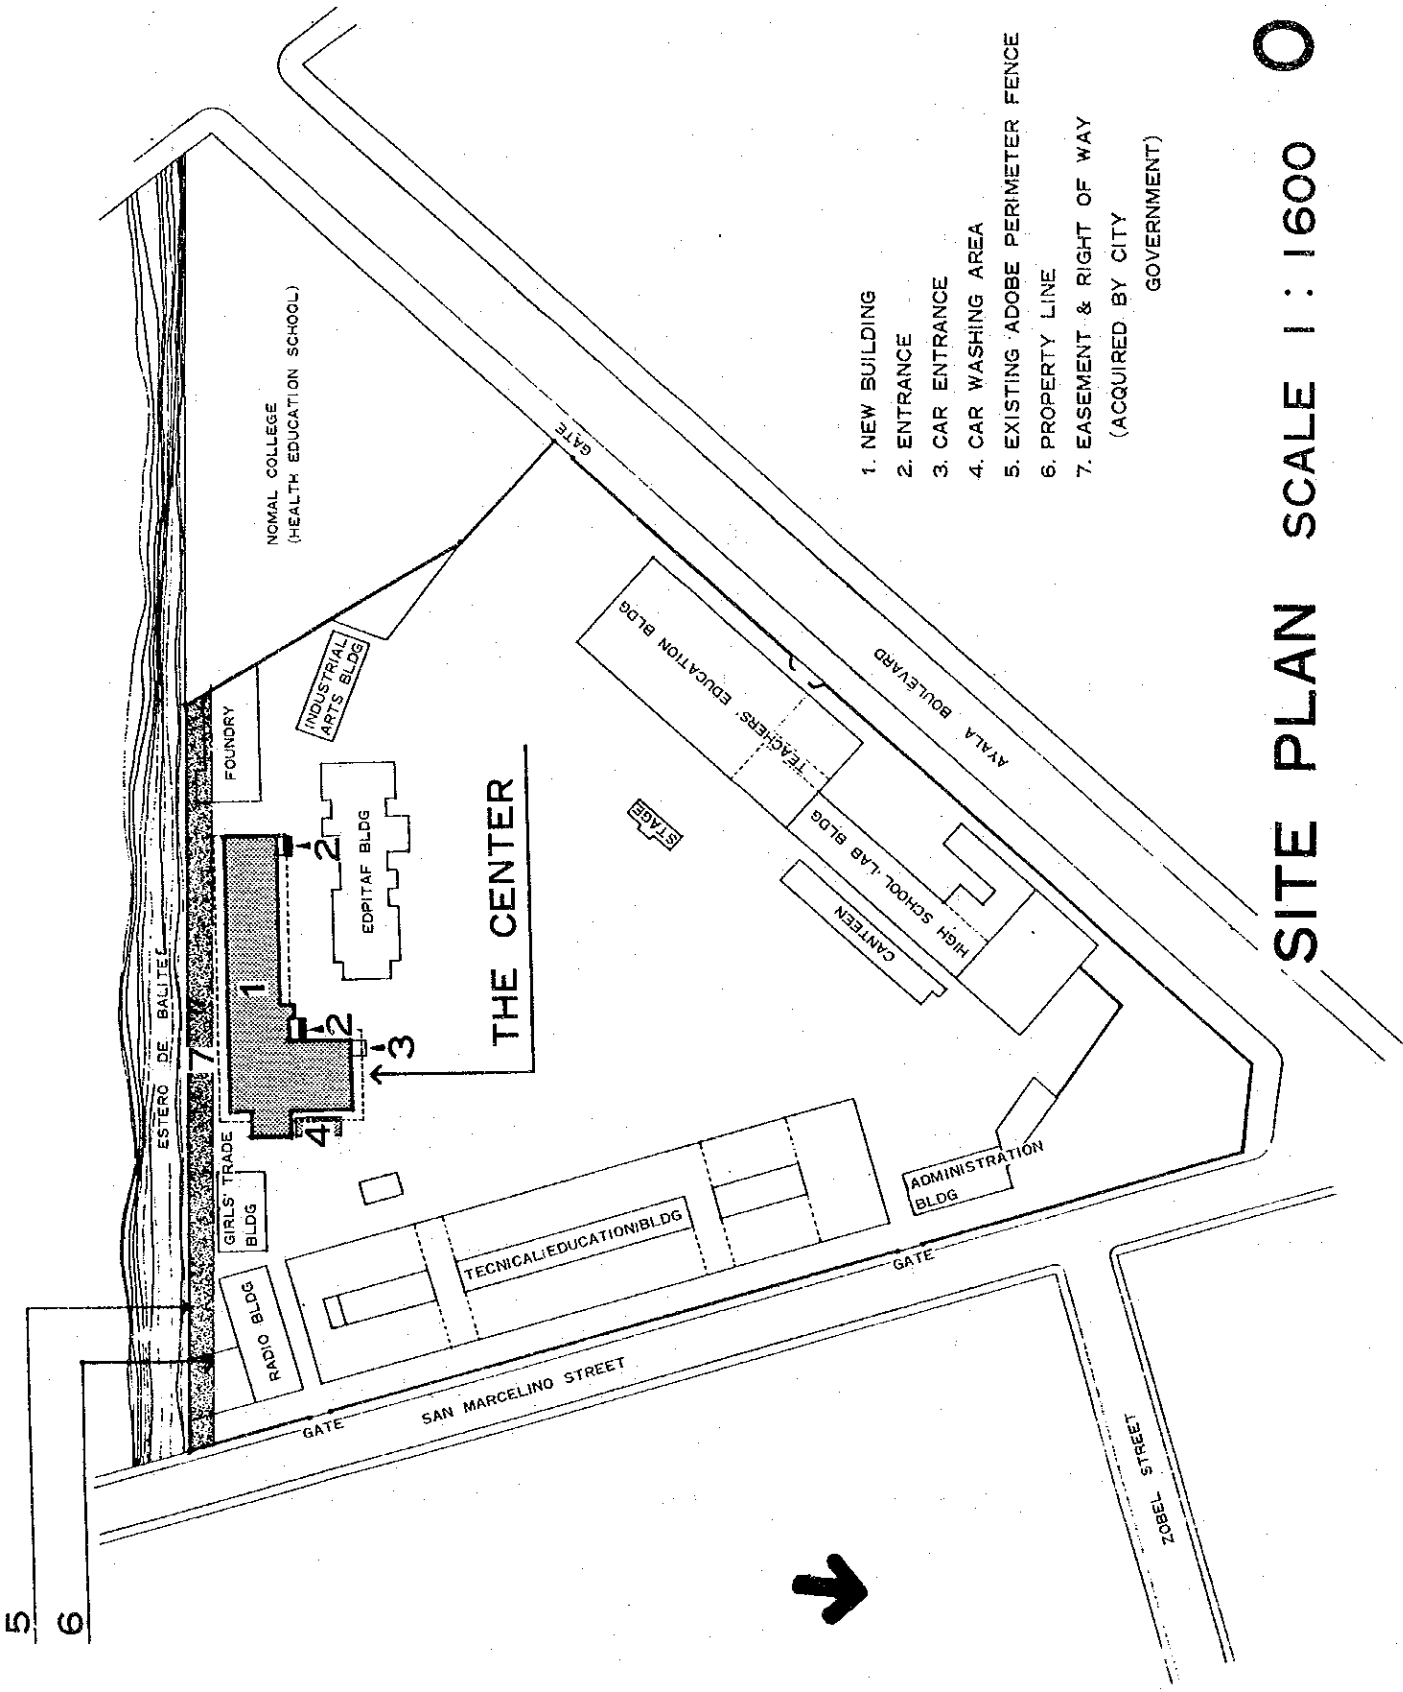 5
6
ESTERO DE BALITE
7
NOMAL COLLEGE
(HEALTH EDUCATION SCHOOL)
FOUNDRY
INDUSTRIAL
ARTS BLDG
EDPITAF BLDG
1
2
2
3
4
THE CENTER
GIRLS' TRADE
BLDG
RADIO BLDG
TECNICAL EDUCATION BLDG
ADMINISTRATION
BLDG
STAGE
CANTEEN
HIGH SCHOOL LAB BLDG
TEACHERS' EDUCATION BLDG
GATE
GATE
GATE
SAN MARCELINO STREET
AYALA BOULEVARD
ZOBEL STREET
1. NEW BUILDING
2. ENTRANCE
3. CAR ENTRANCE
4. CAR WASHING AREA
5. EXISTING ADOBE PERIMETER FENCE
6. PROPERTY LINE
7. EASEMENT & RIGHT OF WAY
(ACQUIRED BY CITY
GOVERNMENT)
SITE PLAN SCALE 1:1600 O